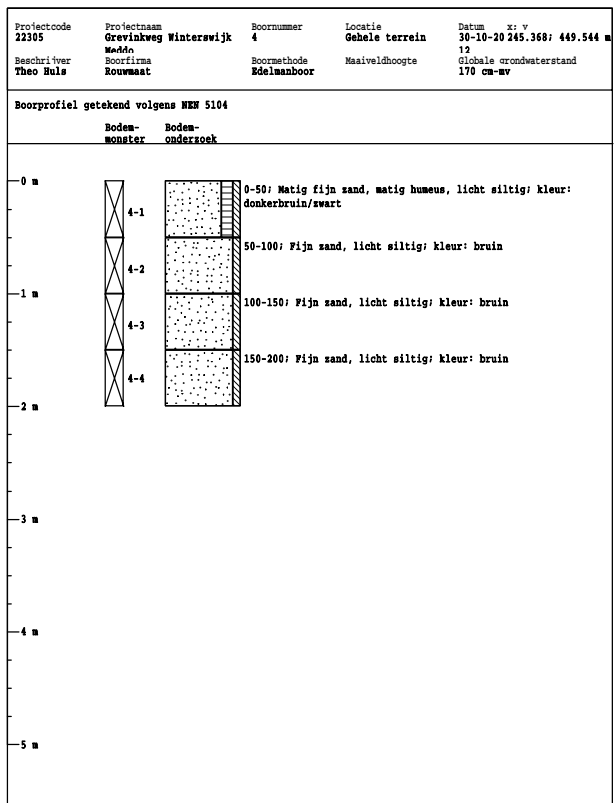 Projectcode Projectnaam Boornummer Locatie Datum x: y
22305 Grevinkweg Winterswijk 4 Gehele terrein 30-10-20 245.368; 449.544 m
Meddo 12
Beschrijver Boorfirma Boormethode Maaiveldhoogte Globale grondwaterstand
Theo Huls Rouwmaat Edelmanboor 170 cm-mv
Boorprofiel getekend volgens NEN 5104
Bodem- Bodem-
monster onderzoek
0 m
0-50; Matig fijn zand, matig humeus, licht siltig; kleur:
donkerbruin/zwart
4-1
50-100; Fijn zand, licht siltig; kleur: bruin
4-2
1 m
100-150; Fijn zand, licht siltig; kleur: bruin
4-3
150-200; Fijn zand, licht siltig; kleur: bruin
4-4
2 m
3 m
4 m
5 m